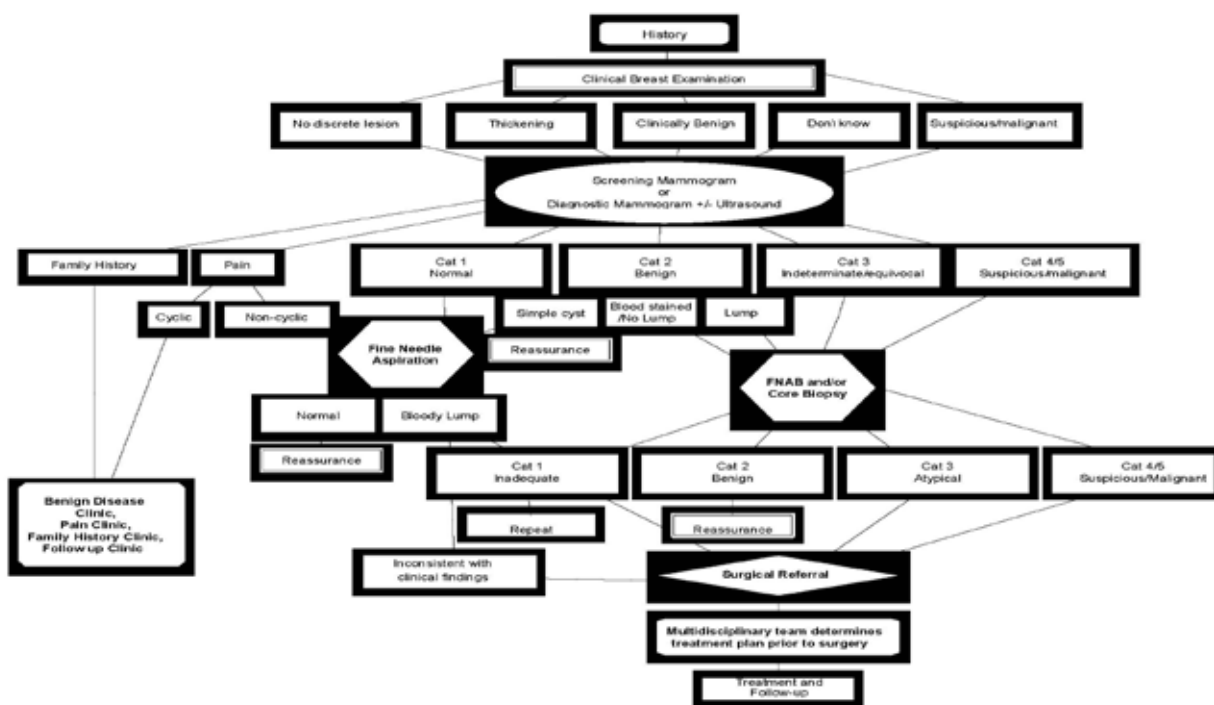 History
Clinical Breast Examination
No discrete lesion
Thickening
Clinically Benign
Don't know
Suspicious/malignant
Screening Mammogram
or
Diagnostic Mammogram +/- Ultrasound
Family History
Pain
Cat 1
Normal
Cat 2
Benign
Cat 3
Indeterminate/equivocal
Cat 4/5
Suspicious/malignant
Cyclic
Non-cyclic
Simple cyst
Blood stained
/No Lump
Lump
Fine Needle
Aspiration
Reassurance
FNAB and/or
Core Biopsy
Normal
Bloody Lump
Reassurance
Cat 1
Inadequate
Cat 2
Benign
Cat 3
Atypical
Cat 4/5
Suspicious/Malignant
Benign Disease
Clinic,
Pain Clinic,
Family History Clinic,
Follow up Clinic
Repeat
Reassurance
Inconsistent with
clinical findings
Surgical Referral
Multidisciplinary team determines
treatment plan prior to surgery
Treatment and
Follow-up